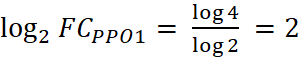 log₂ FC_PPO1 = log 4 / log 2 = 2